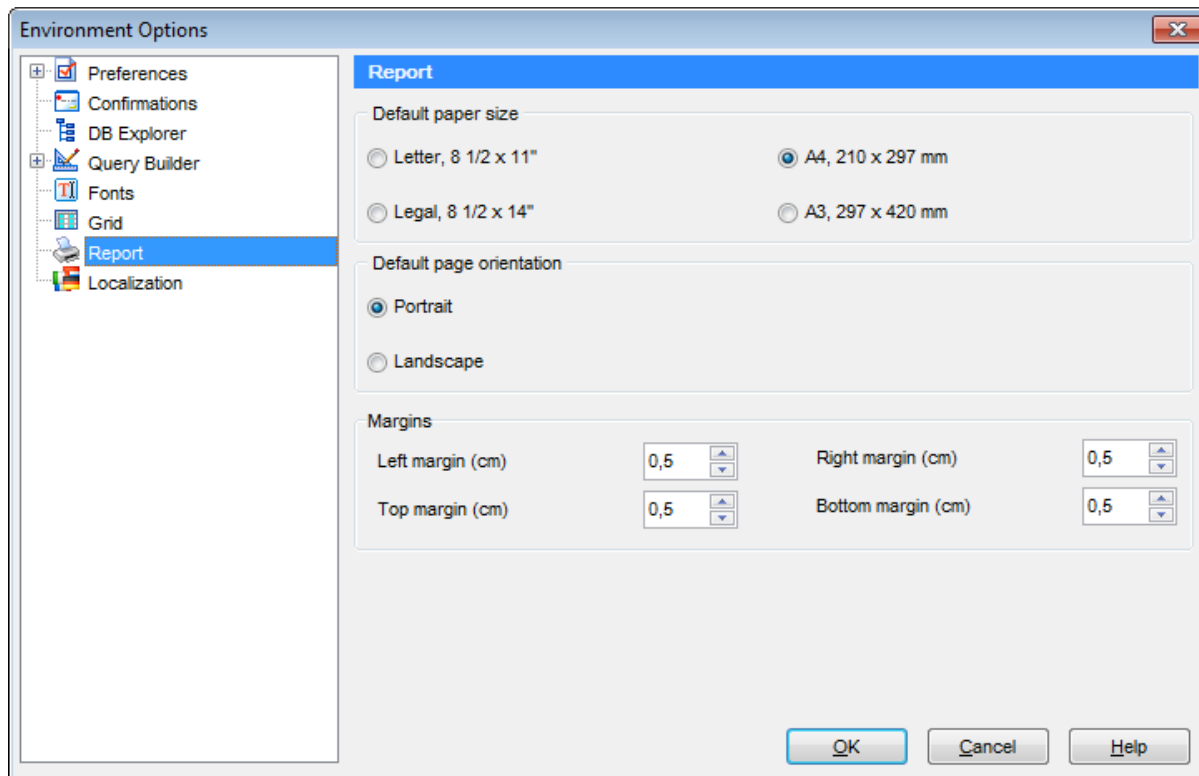 Environment Options
Preferences
Confirmations
DB Explorer
Query Builder
Fonts
Grid
Report
Localization
Report
Default paper size
Letter, 8 1/2 x 11"
A4, 210 x 297 mm
Legal, 8 1/2 x 14"
A3, 297 x 420 mm
Default page orientation
Portrait
Landscape
Margins
Left margin (cm) 0,5
Right margin (cm) 0,5
Top margin (cm) 0,5
Bottom margin (cm) 0,5
OK Cancel Help